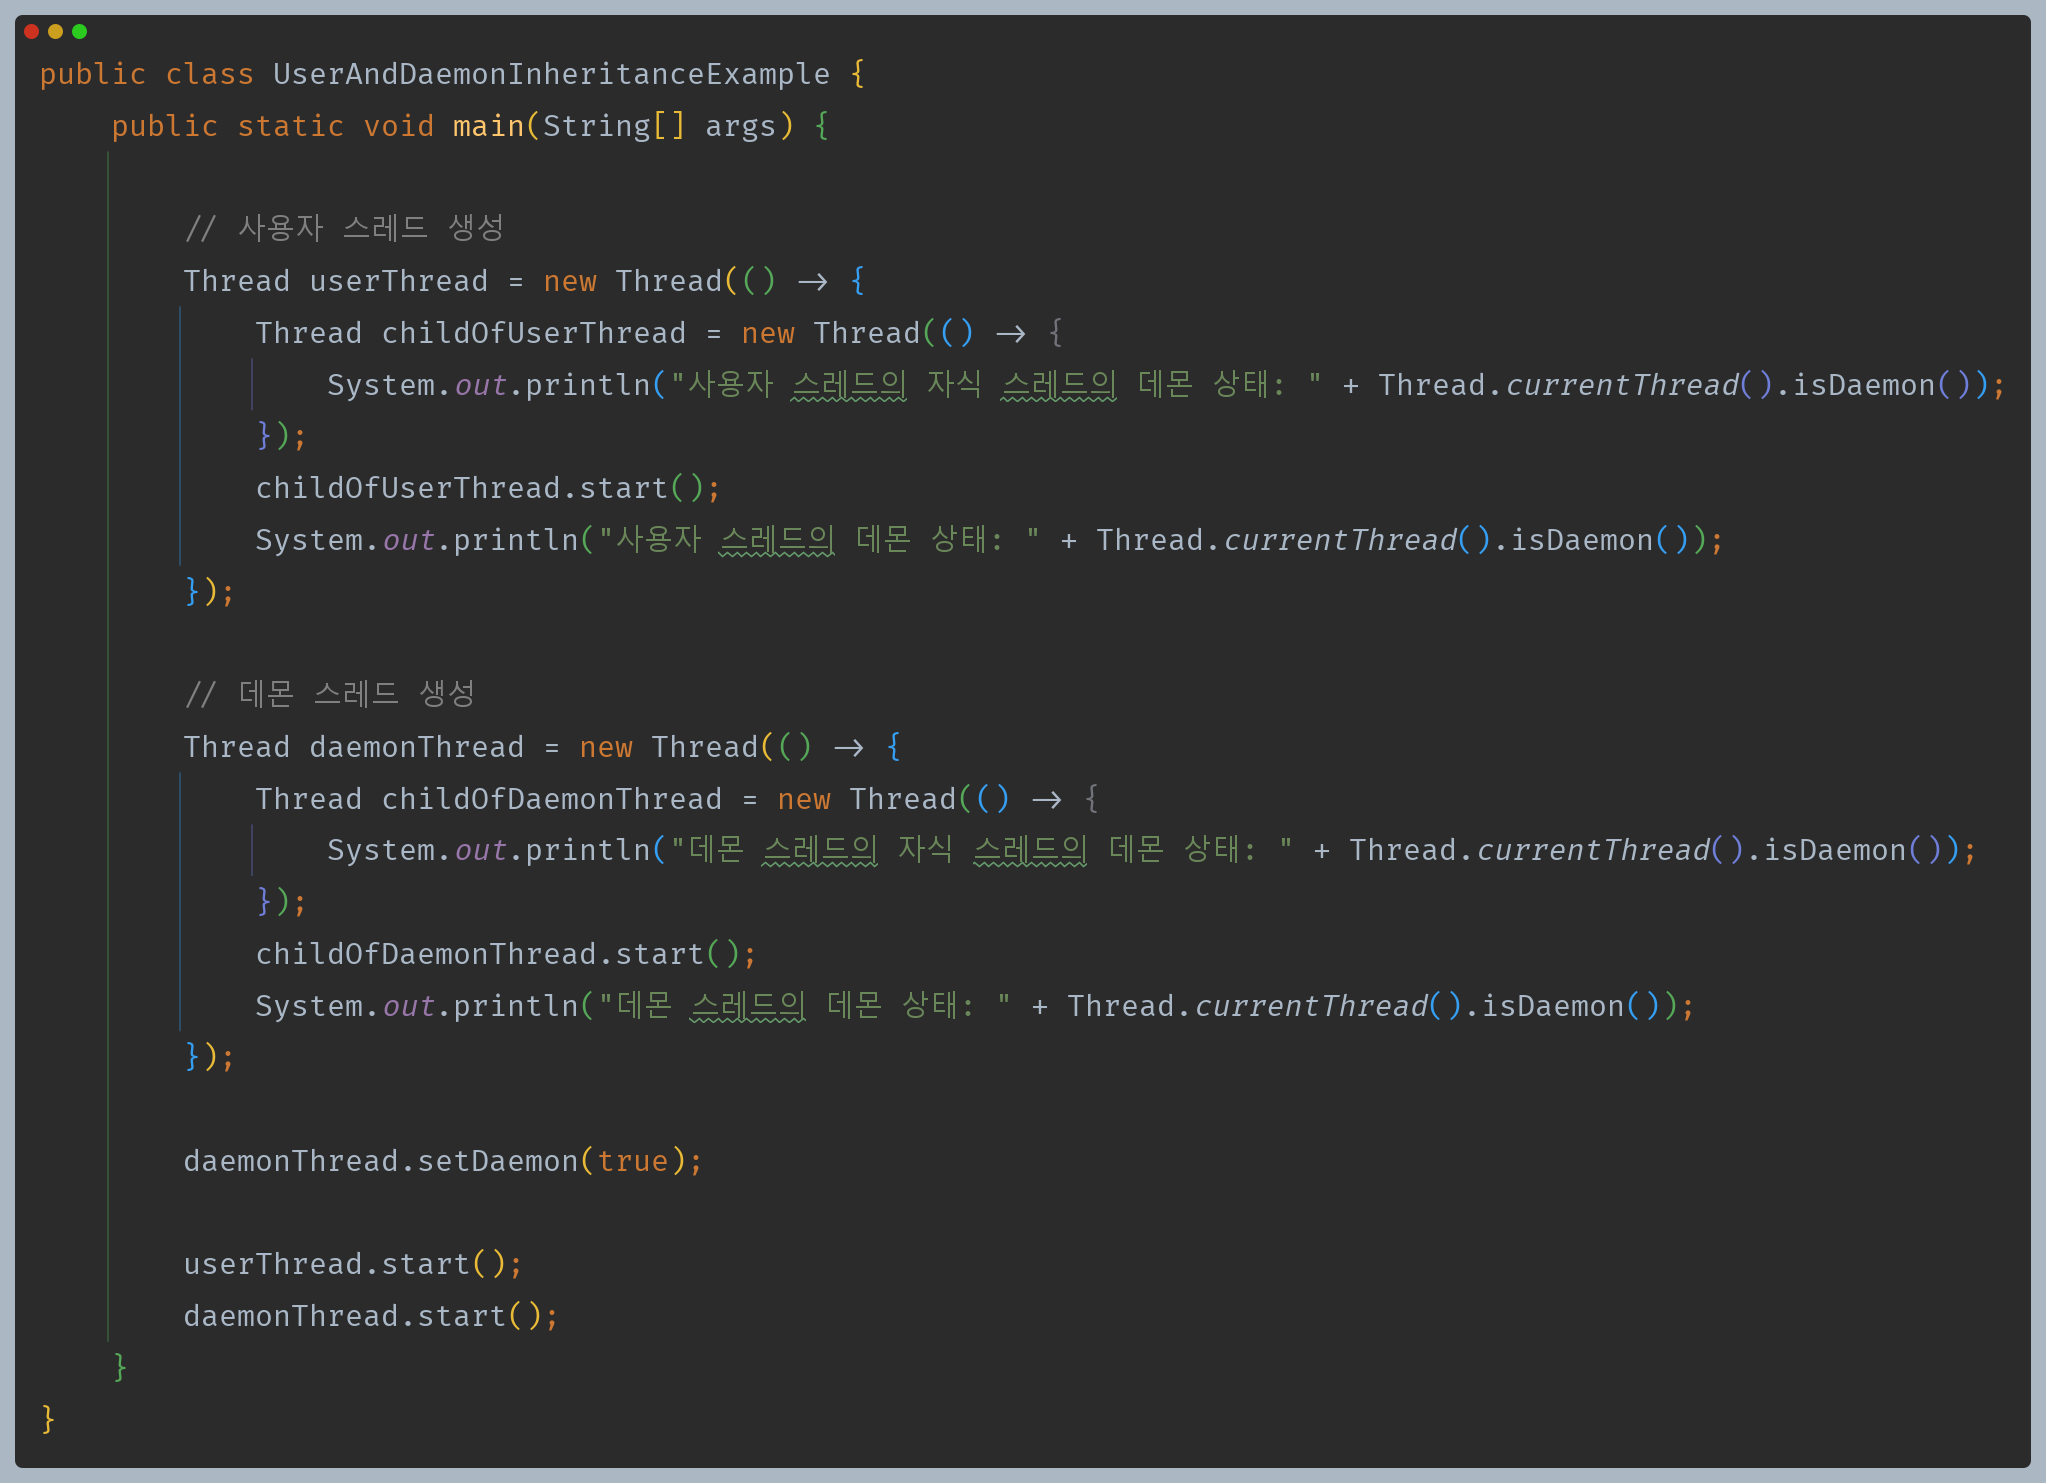 public class UserAndDaemonInheritanceExample {
    public static void main(String[] args) {

        // 사용자 스레드 생성
        Thread userThread = new Thread(() -> {
            Thread childOfUserThread = new Thread(() -> {
                System.out.println("사용자 스레드의 자식 스레드의 데몬 상태: " + Thread.currentThread().isDaemon());
            });
            childOfUserThread.start();
            System.out.println("사용자 스레드의 데몬 상태: " + Thread.currentThread().isDaemon());
        });

        // 데몬 스레드 생성
        Thread daemonThread = new Thread(() -> {
            Thread childOfDaemonThread = new Thread(() -> {
                System.out.println("데몬 스레드의 자식 스레드의 데몬 상태: " + Thread.currentThread().isDaemon());
            });
            childOfDaemonThread.start();
            System.out.println("데몬 스레드의 데몬 상태: " + Thread.currentThread().isDaemon());
        });

        daemonThread.setDaemon(true);

        userThread.start();
        daemonThread.start();
    }
}